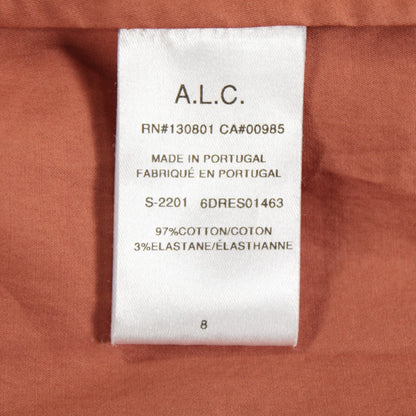 A.L.C.
RN#130801 CA#00985
MADE IN PORTUGAL
FABRIQUÉ EN PORTUGAL
S-2201 6DRES01463
97%COTTON/COTON
3%ELASTANE/ÉLASTHANNE
8